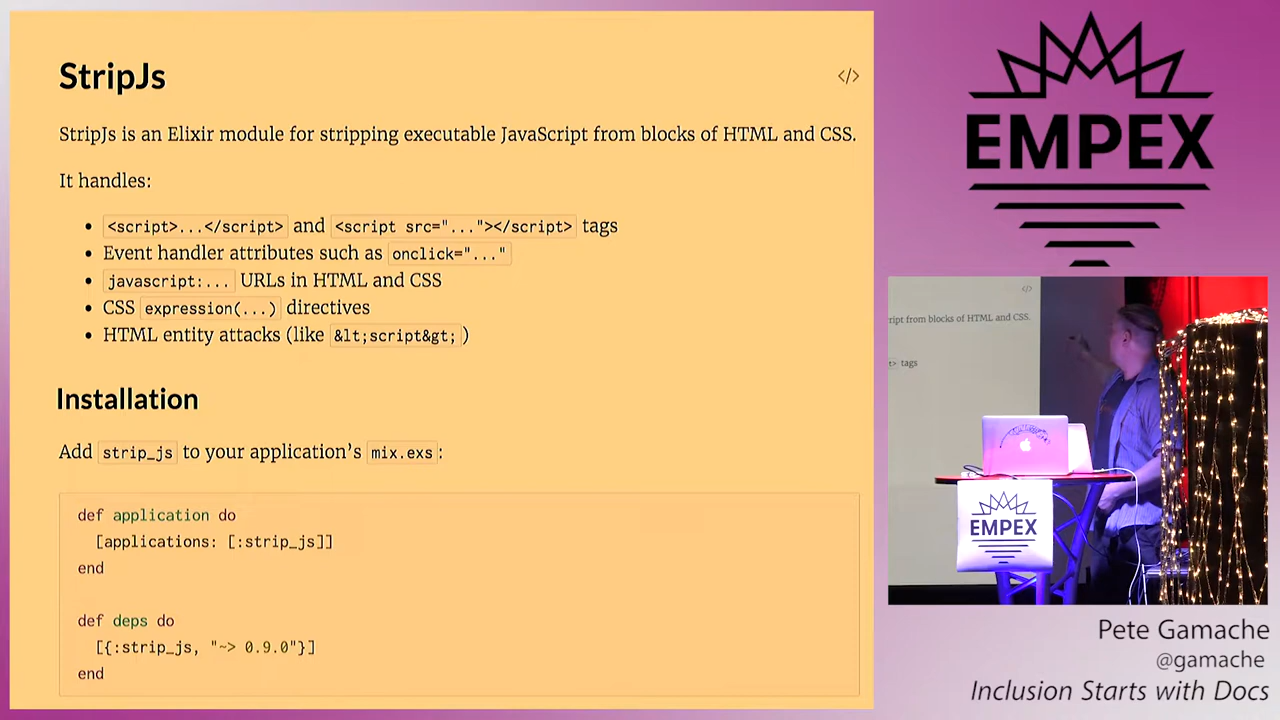 StripJs
</>
StripJs is an Elixir module for stripping executable JavaScript from blocks of HTML and CSS.
It handles:
• <script>...</script> and <script src="..."></script> tags
• Event handler attributes such as onclick="..."
• javascript:... URLs in HTML and CSS
• CSS expression(...) directives
• HTML entity attacks (like &lt;script&gt;)
Installation
Add strip_js to your application’s mix.exs:
def application do
[applications: [:strip_js]]
end
def deps do
[{:strip_js, "~> 0.9.0"}]
end
EMPEX
</>
ript from blocks of HTML and CSS.
> tags
EMPEX
Pete Gamache
@gamache
Inclusion Starts with Docs